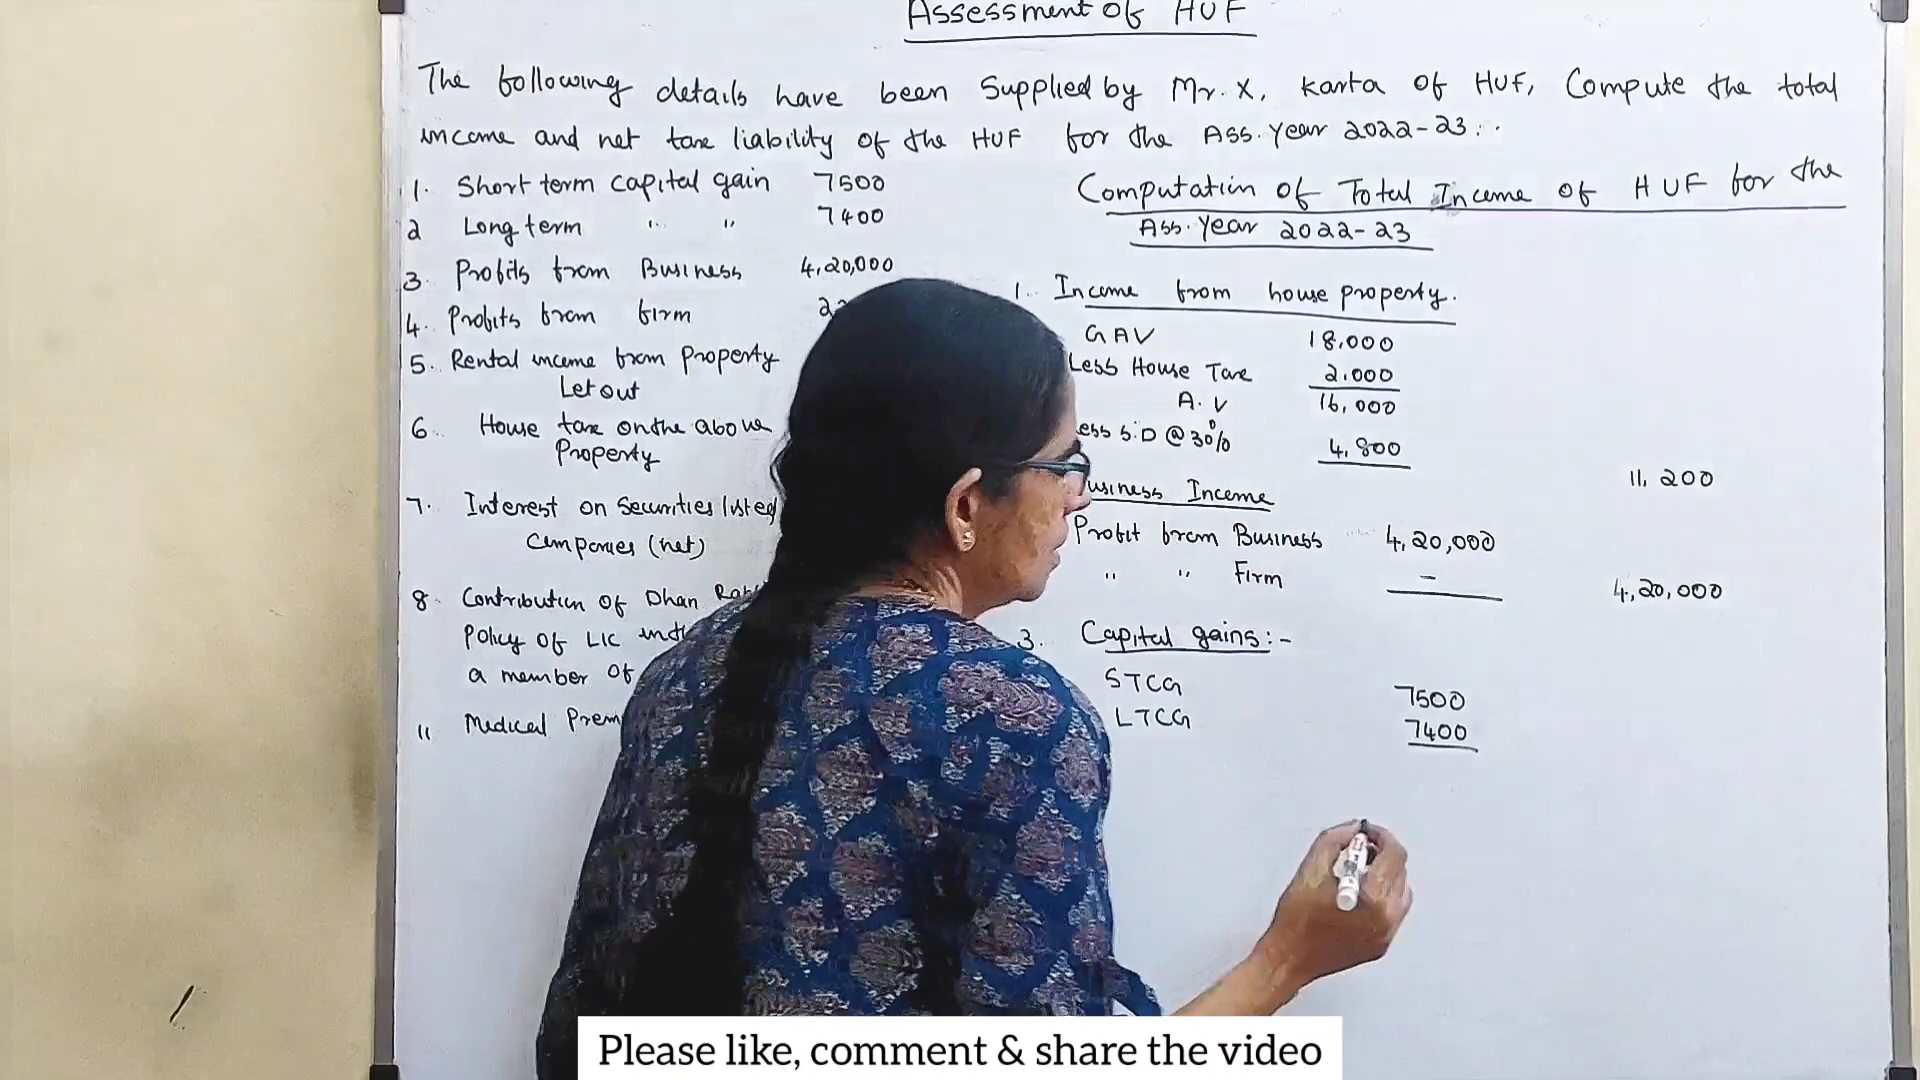 Assessment of HUF
The following details have been Supplied by Mr. X, karta of HUF, Compute the total
income and net tax liability of the HUF for the Ass. Year 2022-23.
1. Short term Capital gain 7500
2 Long term " " 7400
3. Profits from Business 4,20,000
4. Profits from firm
5. Rental income from Property
Let out
6. House tax on the above
Property
7. Interest on Securities listed
Companies (net)
8. Contribution of Dhan
Policy of LIC
a member of
11 Medical
Computation of Total Income of HUF for the
Ass. Year 2022-23
1. Income from house property.
GAV 18,000
Less House Tax 2,000
A.V 16,000
S.D @ 30% 4,800
11,200
Income
Profit from Business 4,20,000
" " Firm - 4,20,000
3. Capital gains:-
STCG 7500
LTCG 7400
Please like, comment & share the video